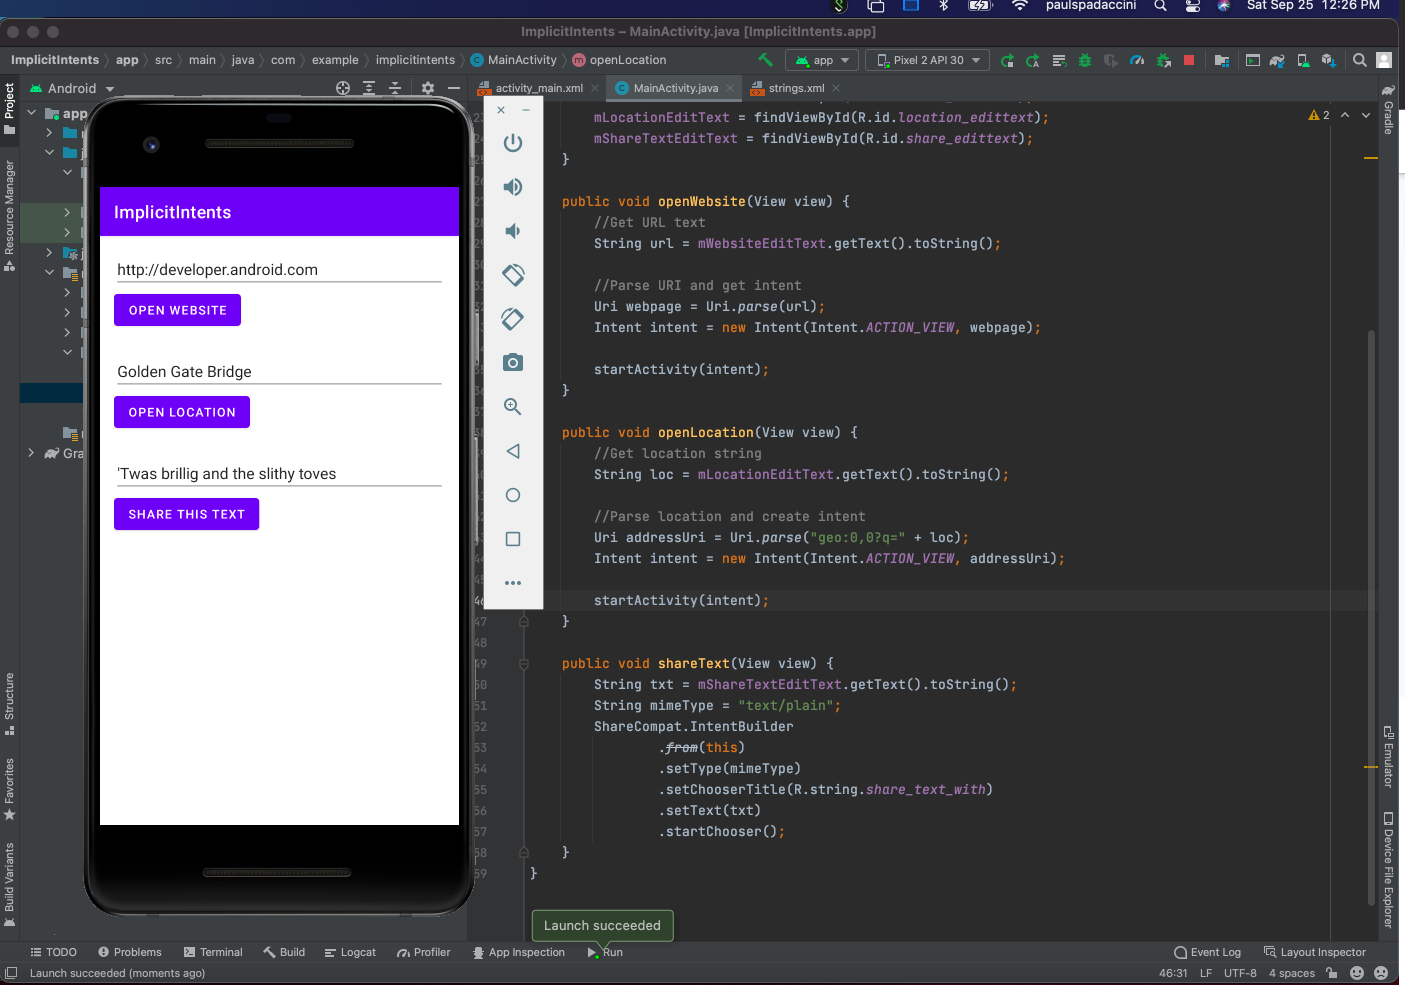 paulspadaccini
Sat Sep 25 12:26 PM
ImplicitIntents – MainActivity.java [ImplicitIntents.app]
ImplicitIntents app src main java com example implicitintents MainActivity openLocation
app
Pixel 2 API 30
Android
activity_main.xml
MainActivity.java
strings.xml
Project
Resource Manager
Structure
Favorites
Build Variants
app
Gra
ImplicitIntents
http://developer.android.com
OPEN WEBSITE
Golden Gate Bridge
OPEN LOCATION
'Twas brillig and the slithy toves
SHARE THIS TEXT
2
mLocationEditText = findViewById(R.id.location_edittext);
mShareTextEditText = findViewById(R.id.share_edittext);
}
public void openWebsite(View view) {
//Get URL text
String url = mWebsiteEditText.getText().toString();
//Parse URI and get intent
Uri webpage = Uri.parse(url);
Intent intent = new Intent(Intent.ACTION_VIEW, webpage);
startActivity(intent);
}
public void openLocation(View view) {
//Get location string
String loc = mLocationEditText.getText().toString();
//Parse location and create intent
Uri addressUri = Uri.parse("geo:0,0?q=" + loc);
Intent intent = new Intent(Intent.ACTION_VIEW, addressUri);
startActivity(intent);
47 }
48
49 public void shareText(View view) {
50 String txt = mShareTextEditText.getText().toString();
51 String mimeType = "text/plain";
52 ShareCompat.IntentBuilder
53 .from(this)
54 .setType(mimeType)
55 .setChooserTitle(R.string.share_text_with)
56 .setText(txt)
57 .startChooser();
58 }
59 }
Gradle
Emulator
Device File Explorer
Launch succeeded
TODO Problems Terminal Build Logcat Profiler App Inspection Run Event Log Layout Inspector
Launch succeeded (moments ago)
46:31 LF UTF-8 4 spaces